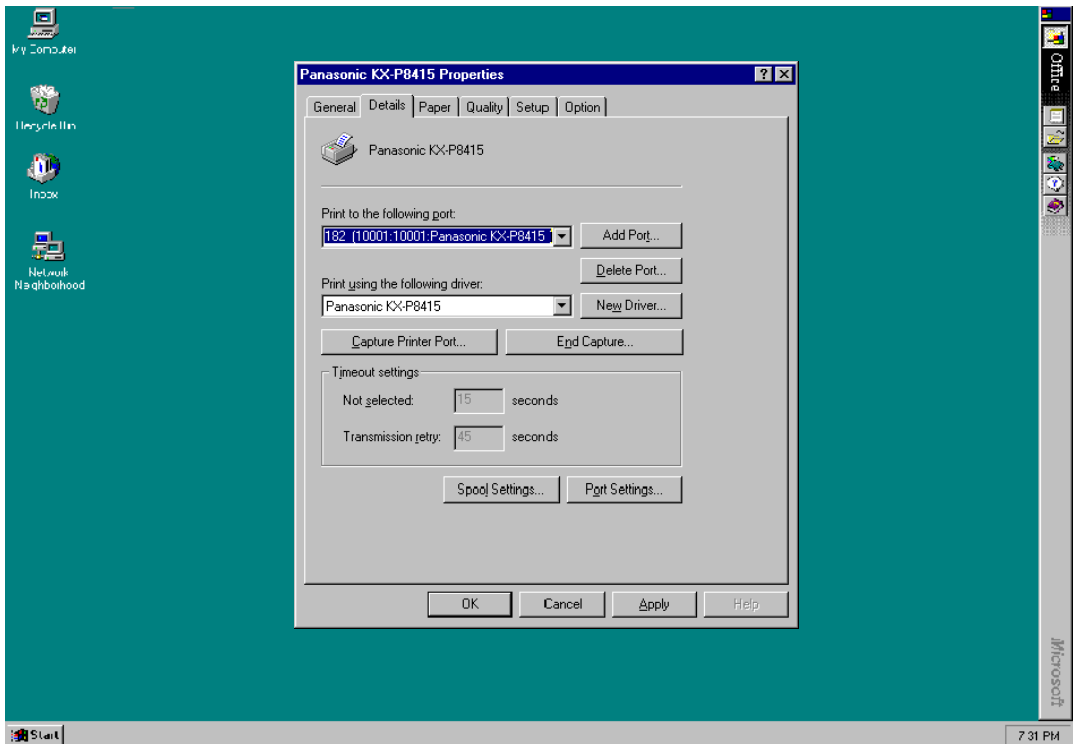 My Computer
Recycle Bin
Inbox
Network
Neighborhood
Panasonic KX-P8415 Properties
General Details Paper Quality Setup Option
Panasonic KX-P8415
Print to the following port:
182 (10001:10001:Panasonic KX-P8415
Add Port...
Delete Port...
Print using the following driver:
Panasonic KX-P8415
New Driver...
Capture Printer Port... End Capture...
Timeout settings
Not selected: 15 seconds
Transmission retry: 45 seconds
Spool Settings... Port Settings...
OK Cancel Apply Help
Office
Microsoft
Start
7:31 PM